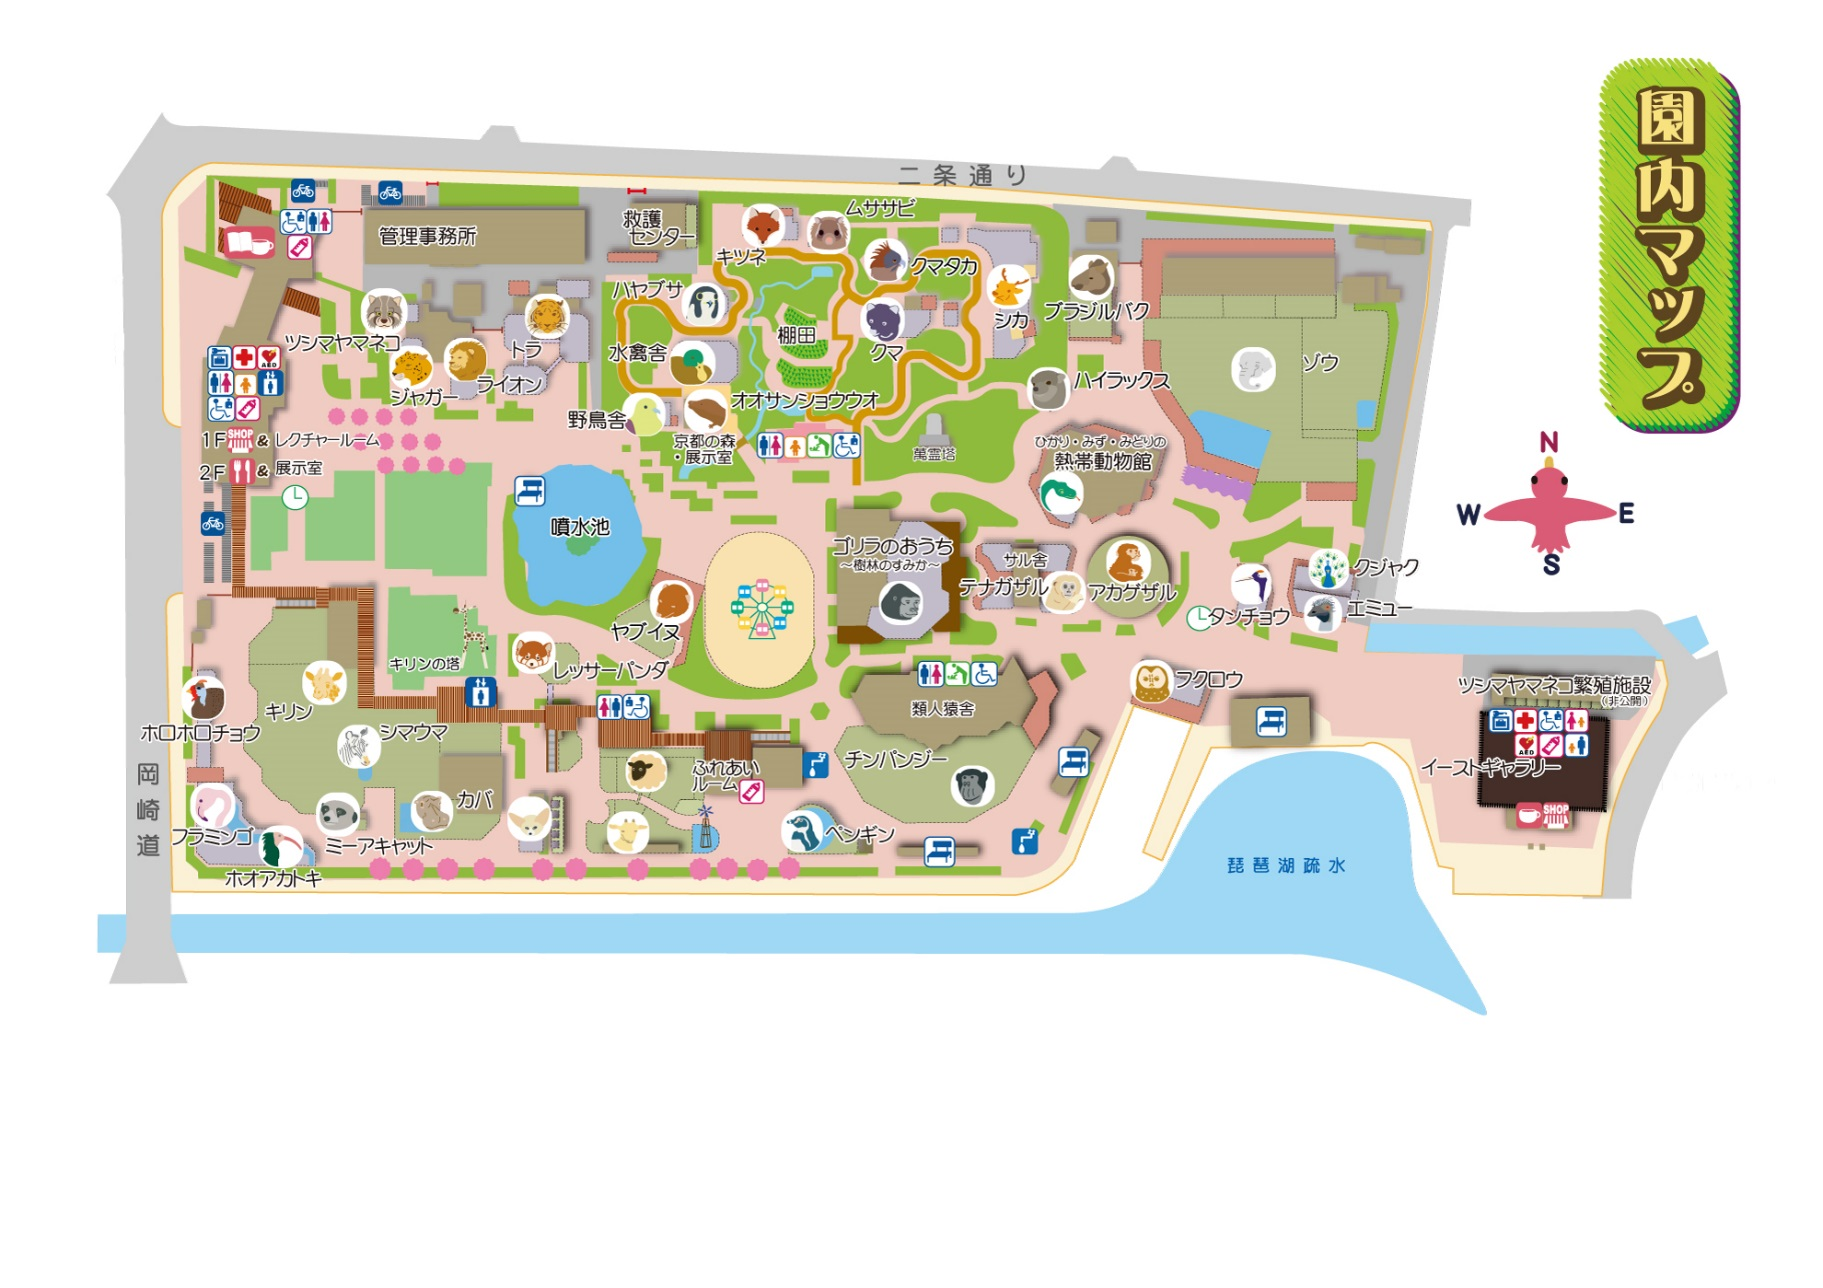 園内マップ
二条通り
管理事務所
救護
センター
ムササビ
キツネ
クマタカ
ハヤブサ
シカ
ブラジルバク
ツシマヤマネコ
トラ
水禽舎
棚田
クマ
ゾウ
ジャガー
ライオン
ハイラックス
オオサンショウウオ
野鳥舎
京都の森
・展示室
AED
1F SHOP & レクチャールーム
2F & 展示室
萬霊塔
ひかり・みず・みどりの
熱帯動物館
N
W
E
S
噴水池
ゴリラのおうち
～樹林のすみか～
サル舎
テナガザル
アカゲザル
クジャク
タンチョウ
エミュー
ヤブイヌ
キリンの塔
レッサーパンダ
フクロウ
キリン
類人猿舎
ツシマヤマネコ繁殖施設
(非公開)
ホロホロチョウ
シマウマ
AED
イーストギャラリー
SHOP
岡崎道
ふれあい
ルーム
チンパンジー
カバ
フラミンゴ
ミーアキャット
ペンギン
ホオアカトキ
琵琶湖疏水